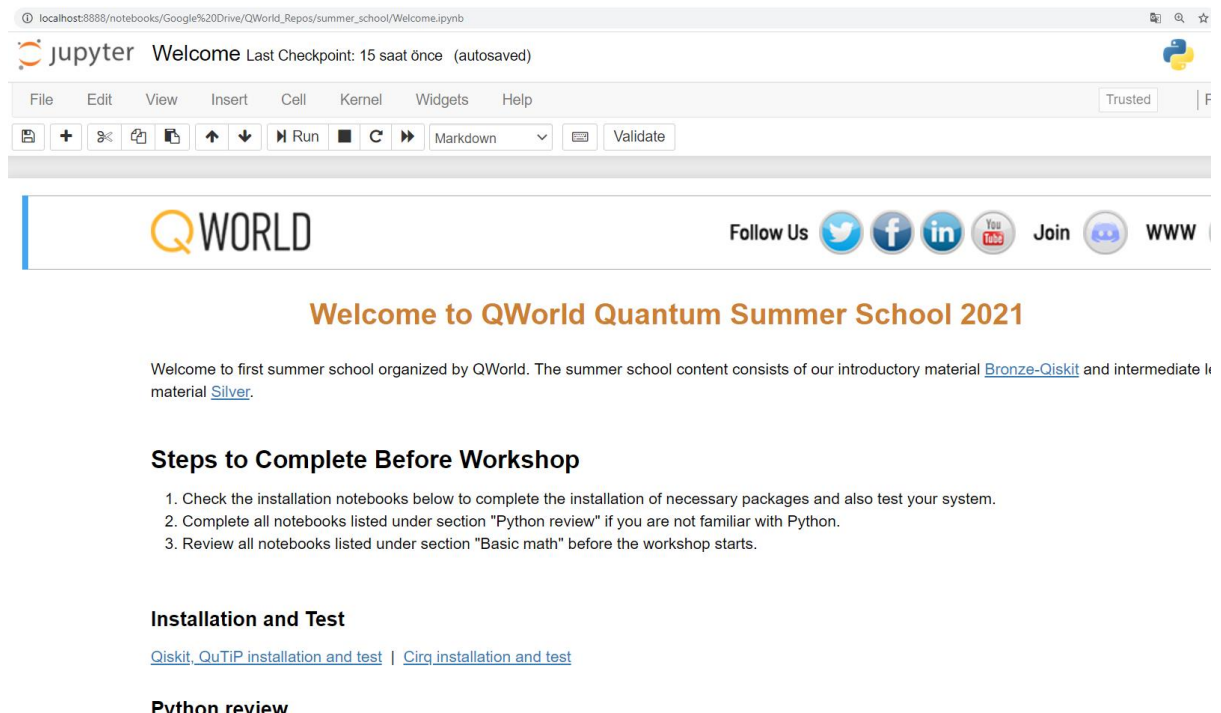 localhost:8888/notebooks/Google%20Drive/QWorld_Repos/summer_school/Welcome.ipynb
jupyter Welcome Last Checkpoint: 15 saat önce (autosaved)
File Edit View Insert Cell Kernel Widgets Help Trusted
Run Markdown Validate
QWORLD Follow Us You Tube Join WWW
Welcome to QWorld Quantum Summer School 2021
Welcome to first summer school organized by QWorld. The summer school content consists of our introductory material Bronze-Qiskit and intermediate
material Silver.
Steps to Complete Before Workshop
1. Check the installation notebooks below to complete the installation of necessary packages and also test your system.
2. Complete all notebooks listed under section "Python review" if you are not familiar with Python.
3. Review all notebooks listed under section "Basic math" before the workshop starts.
Installation and Test
Qiskit, QuTiP installation and test | Cirq installation and test
Python review